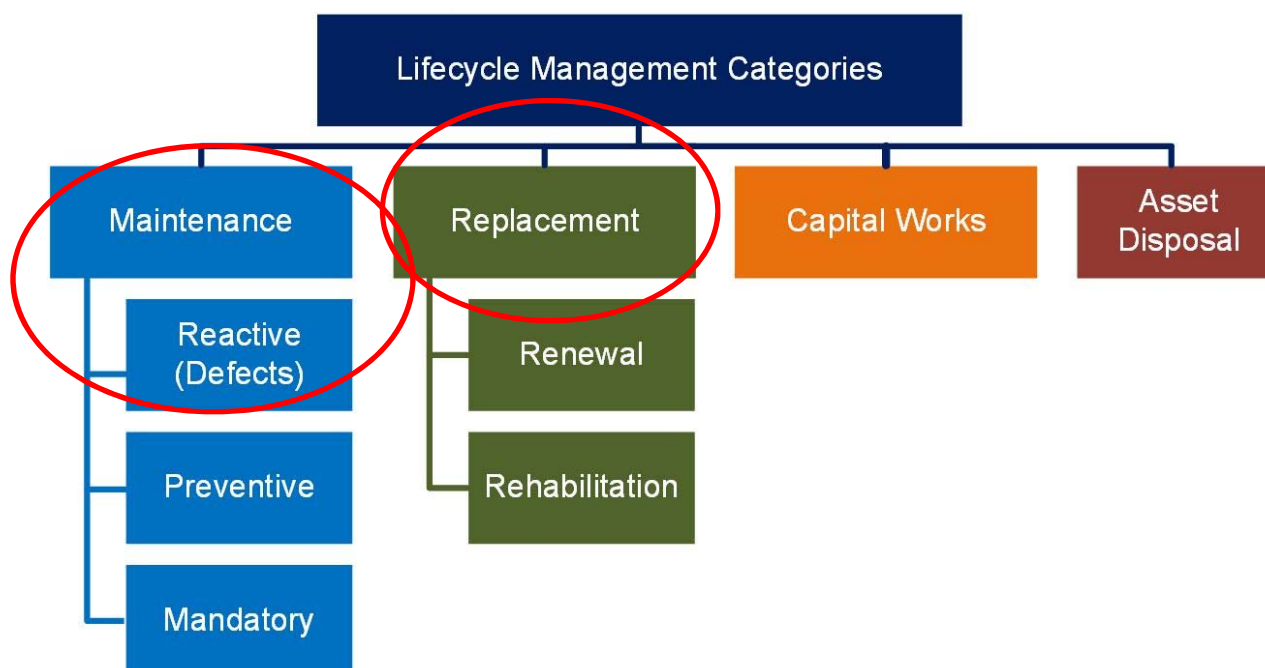 Lifecycle Management Categories
Maintenance
Reactive
(Defects)
Preventive
Mandatory
Replacement
Renewal
Rehabilitation
Capital Works
Asset
Disposal